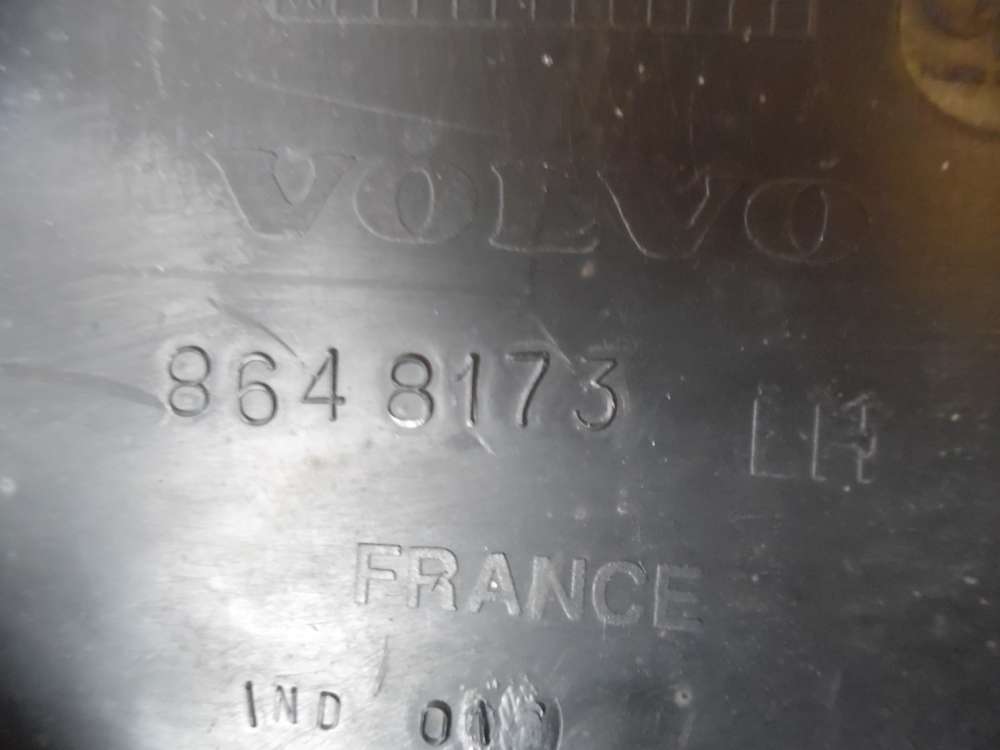 VOLVO
8648173
LH
FRANCE
IND